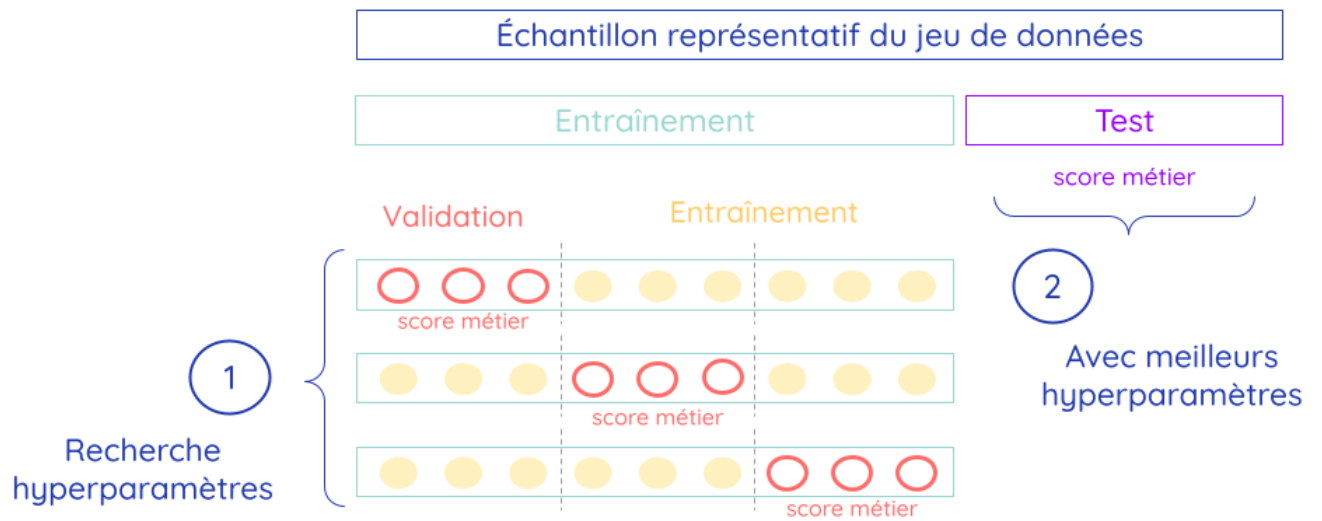 Échantillon représentatif du jeu de données
Entraînement
Test
score métier
Validation
Entraînement
score métier
score métier
score métier
1
Recherche
hyperparamètres
2
Avec meilleurs
hyperparamètres